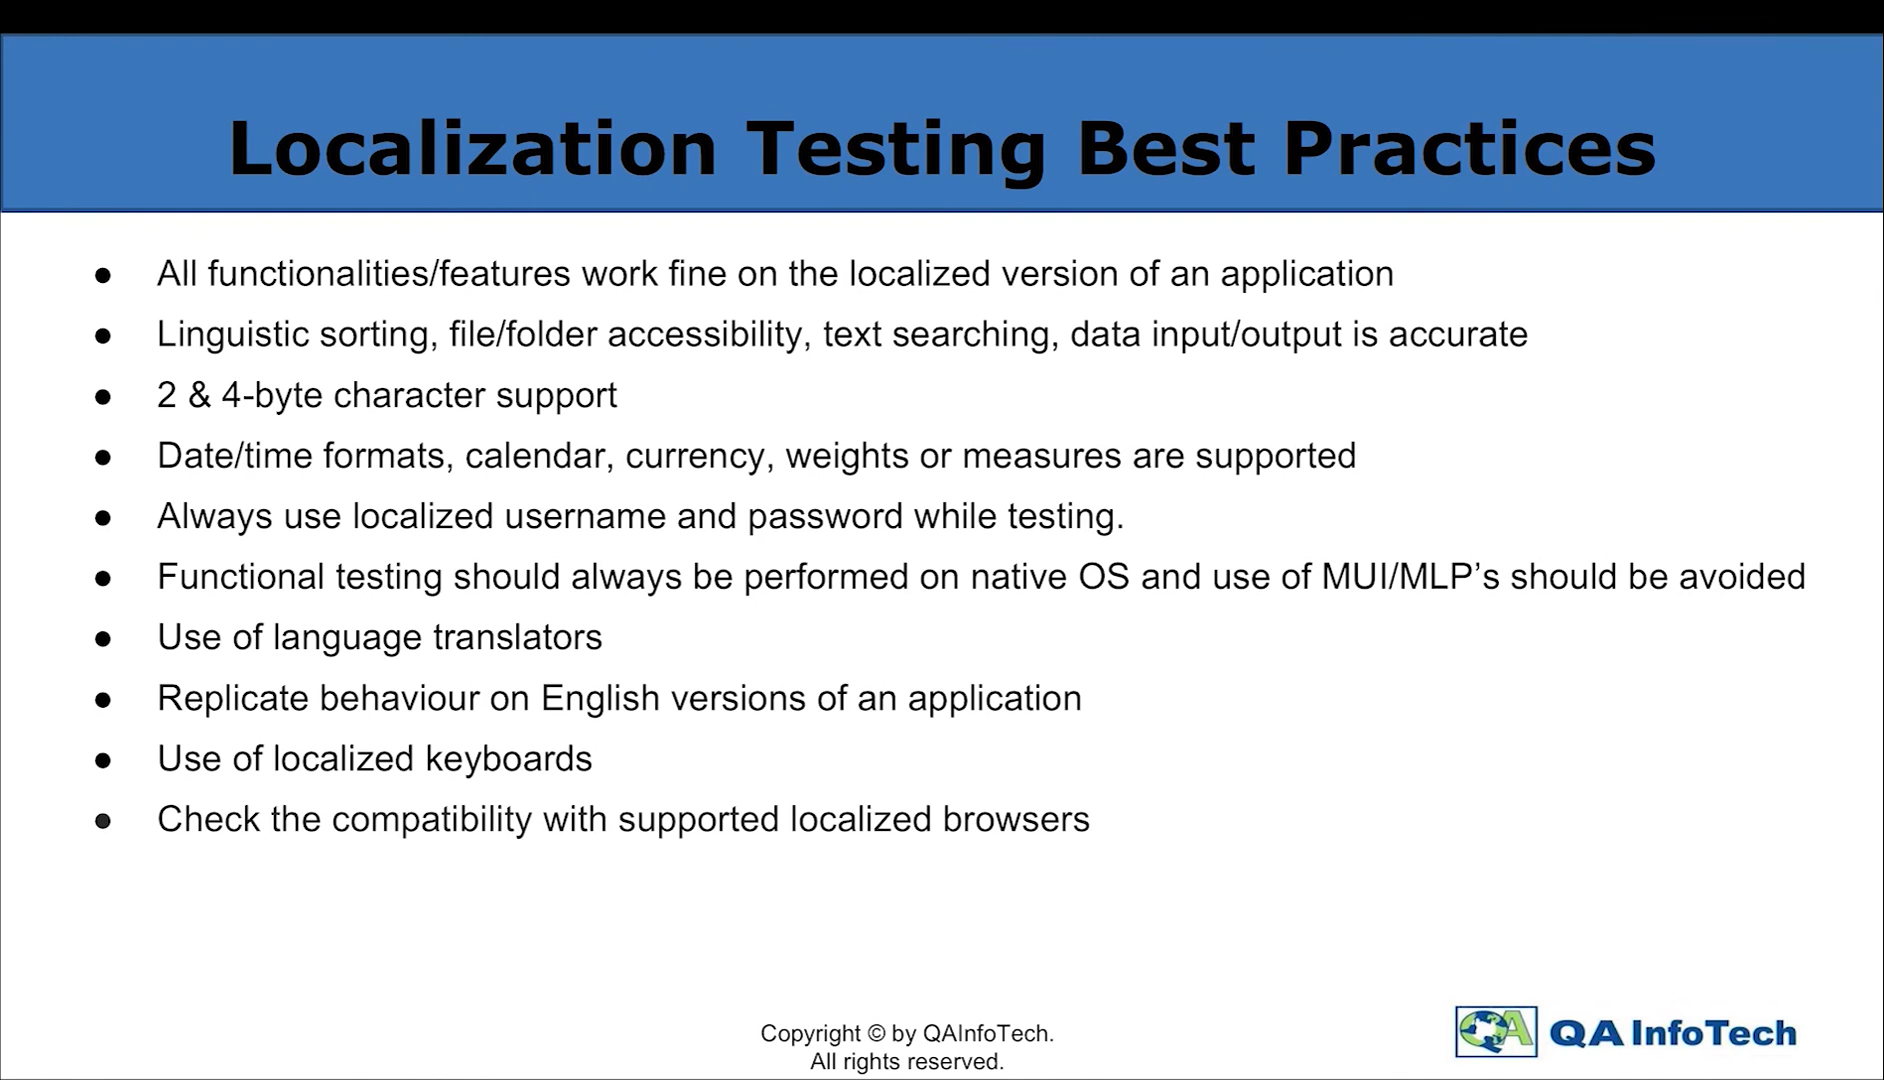 Localization Testing Best Practices
● All functionalities/features work fine on the localized version of an application
● Linguistic sorting, file/folder accessibility, text searching, data input/output is accurate
● 2 & 4-byte character support
● Date/time formats, calendar, currency, weights or measures are supported
● Always use localized username and password while testing.
● Functional testing should always be performed on native OS and use of MUI/MLP’s should be avoided
● Use of language translators
● Replicate behaviour on English versions of an application
● Use of localized keyboards
● Check the compatibility with supported localized browsers
Copyright © by QAInfoTech.
All rights reserved.
QA QA InfoTech